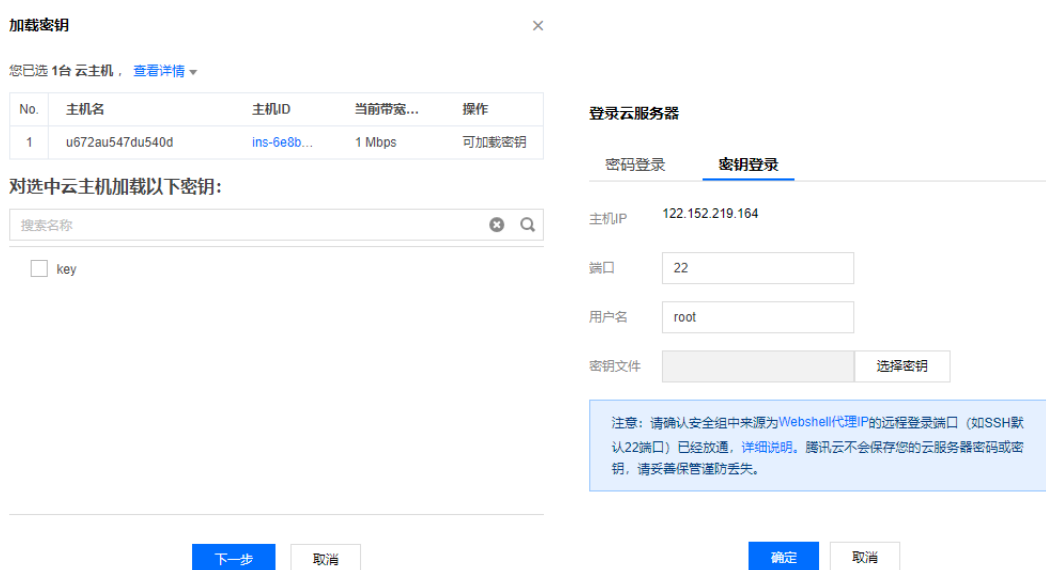 加载密钥
您已选 1台 云主机， 查看详情
No. 主机名 主机ID 当前带宽... 操作
1 u672au547du540d ins-6e8b... 1 Mbps 可加载密钥
对选中云主机加载以下密钥：
搜索名称
key
下一步 取消
登录云服务器
密码登录 密钥登录
主机IP 122.152.219.164
端口 22
用户名 root
密钥文件 选择密钥
注意：请确认安全组中来源为Webshell代理IP的远程登录端口（如SSH默
认22端口）已经放通，详细说明。腾讯云不会保存您的云服务器密码或密
钥，请妥善保管谨防丢失。
确定 取消